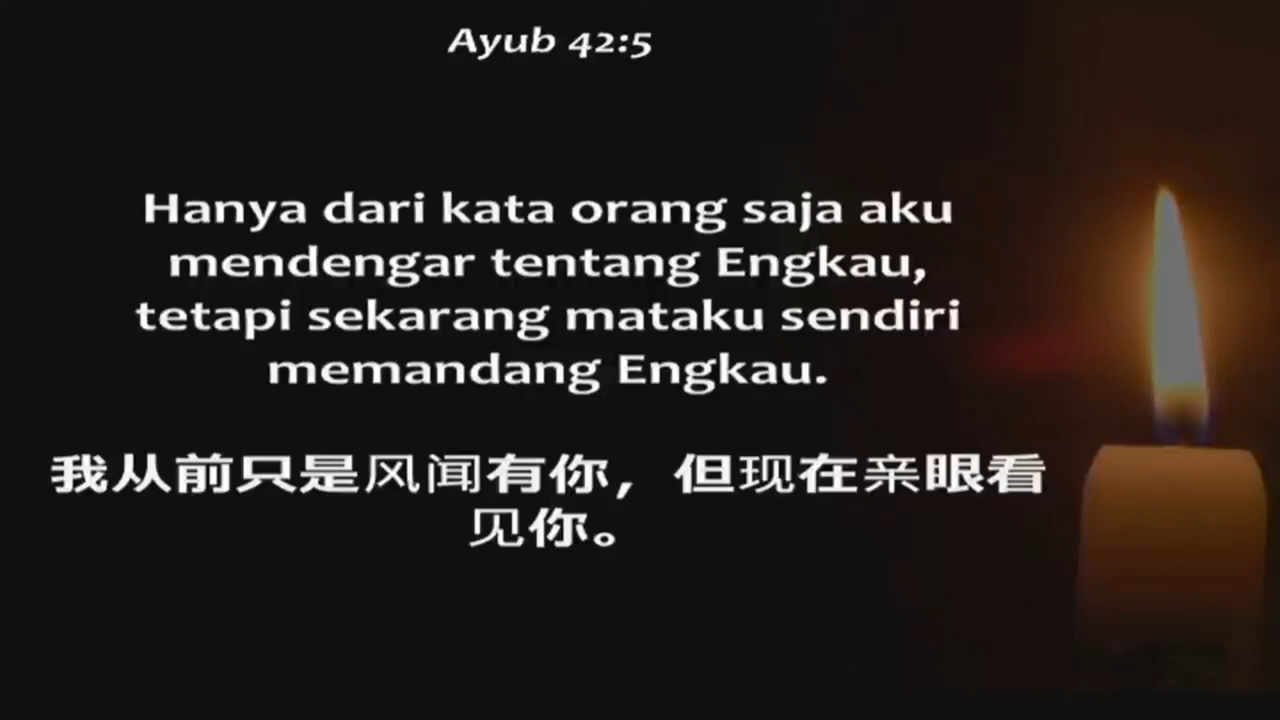 Ayub 42:5
Hanya dari kata orang saja aku
mendengar tentang Engkau,
tetapi sekarang mataku sendiri
memandang Engkau.
我从前只是风闻有你，但现在亲眼看
见你。